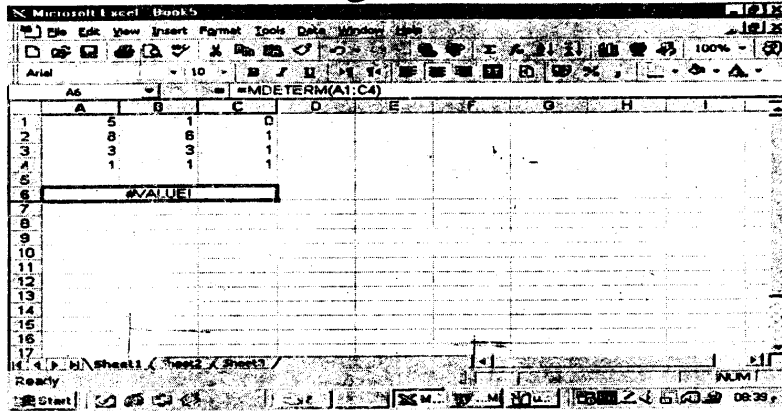 Microsoft Excel - Book5
File Edit View Insert Format Tools Data Window Help
100%
Arial 10 B I U
A6 = =MDETERM(A1:C4)
A B C D E F G H I
1 5 1 0
2 8 6 1
3 3 3 1
4 1 1 1
5
6 #VALUE!
7
8
9
10
11
12
13
14
15
16
17
Sheet1 Sheet2 Sheet3
Ready NUM
Start 08:39